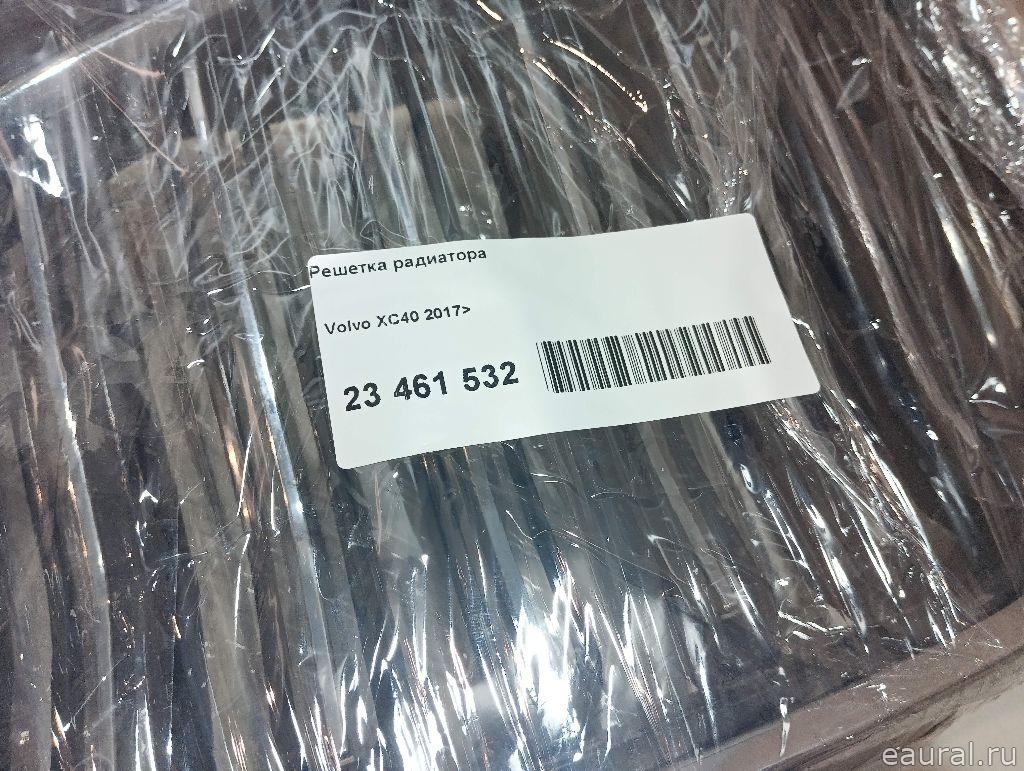 Решетка радиатора
Volvo XC40 2017>
23 461 532
eaural.ru